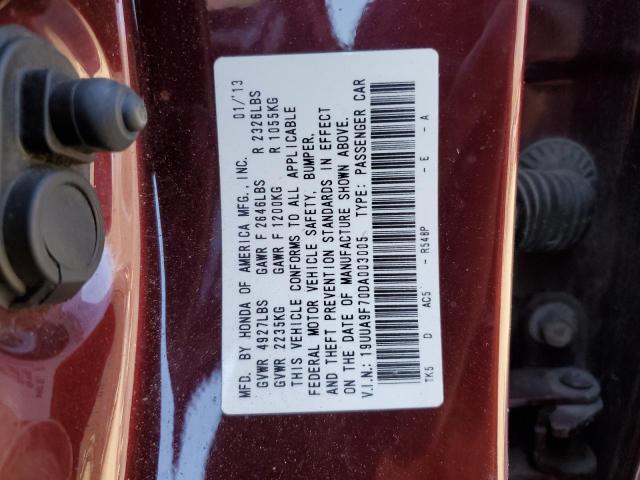 MFD. BY HONDA OF AMERICA MFG., INC. 01/'13
GVWR 4927LBS GAWR F 2646LBS R 2326LBS
GVWR 2235KG GAWR F 1200KG R 1055KG
THIS VEHICLE CONFORMS TO ALL APPLICABLE
FEDERAL MOTOR VEHICLE SAFETY, BUMPER,
AND THEFT PREVENTION STANDARDS IN EFFECT
ON THE DATE OF MANUFACTURE SHOWN ABOVE.
V.I.N.: 19UUA9F70DA003005 TYPE: PASSENGER CAR
TK5 D AC5 - R548P - E - A